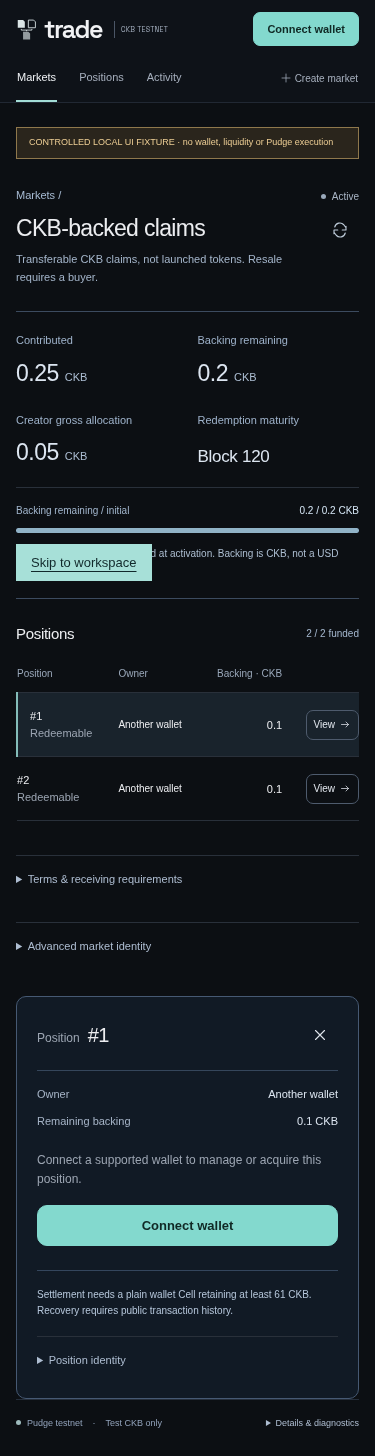 trade
CKB TESTNET
Connect wallet
Markets
Positions
Activity
Create market
CONTROLLED LOCAL UI FIXTURE · no wallet, liquidity or Pudge execution
Markets /
Active
CKB-backed claims
Transferable CKB claims, not launched tokens. Resale
requires a buyer.
Contributed
Backing remaining
0.25 CKB
0.2 CKB
Creator gross allocation
Redemption maturity
0.05 CKB
Block 120
Backing remaining / initial
0.2 / 0.2 CKB
at activation. Backing is CKB, not a USD
Skip to workspace
Positions
2 / 2 funded
Position
Owner
Backing · CKB
#1
Redeemable
Another wallet
0.1
View →
#2
Redeemable
Another wallet
0.1
View →
Terms & receiving requirements
Advanced market identity
Position #1
Owner
Another wallet
Remaining backing
0.1 CKB
Connect a supported wallet to manage or acquire this
position.
Connect wallet
Settlement needs a plain wallet Cell retaining at least 61 CKB.
Recovery requires public transaction history.
Position identity
Pudge testnet · Test CKB only
Details & diagnostics